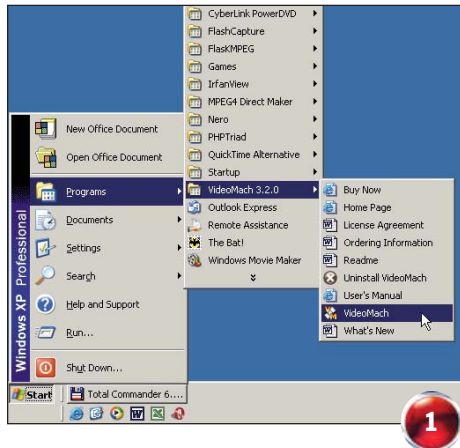 CyberLink PowerDVD
FlashCapture
FlasKMPEG
Games
IrfanView
MPEG4 Direct Maker
Nero
PHPTriad
QuickTime Alternative
Startup
VideoMach 3.2.0
Outlook Express
Remote Assistance
The Bat!
Windows Movie Maker
New Office Document
Open Office Document
Programs
Documents
Settings
Search
Help and Support
Run...
Shut Down...
Windows XP Professional
Buy Now
Home Page
License Agreement
Ordering Information
Readme
Uninstall VideoMach
User's Manual
VideoMach
What's New
Start
Total Commander 6....
1